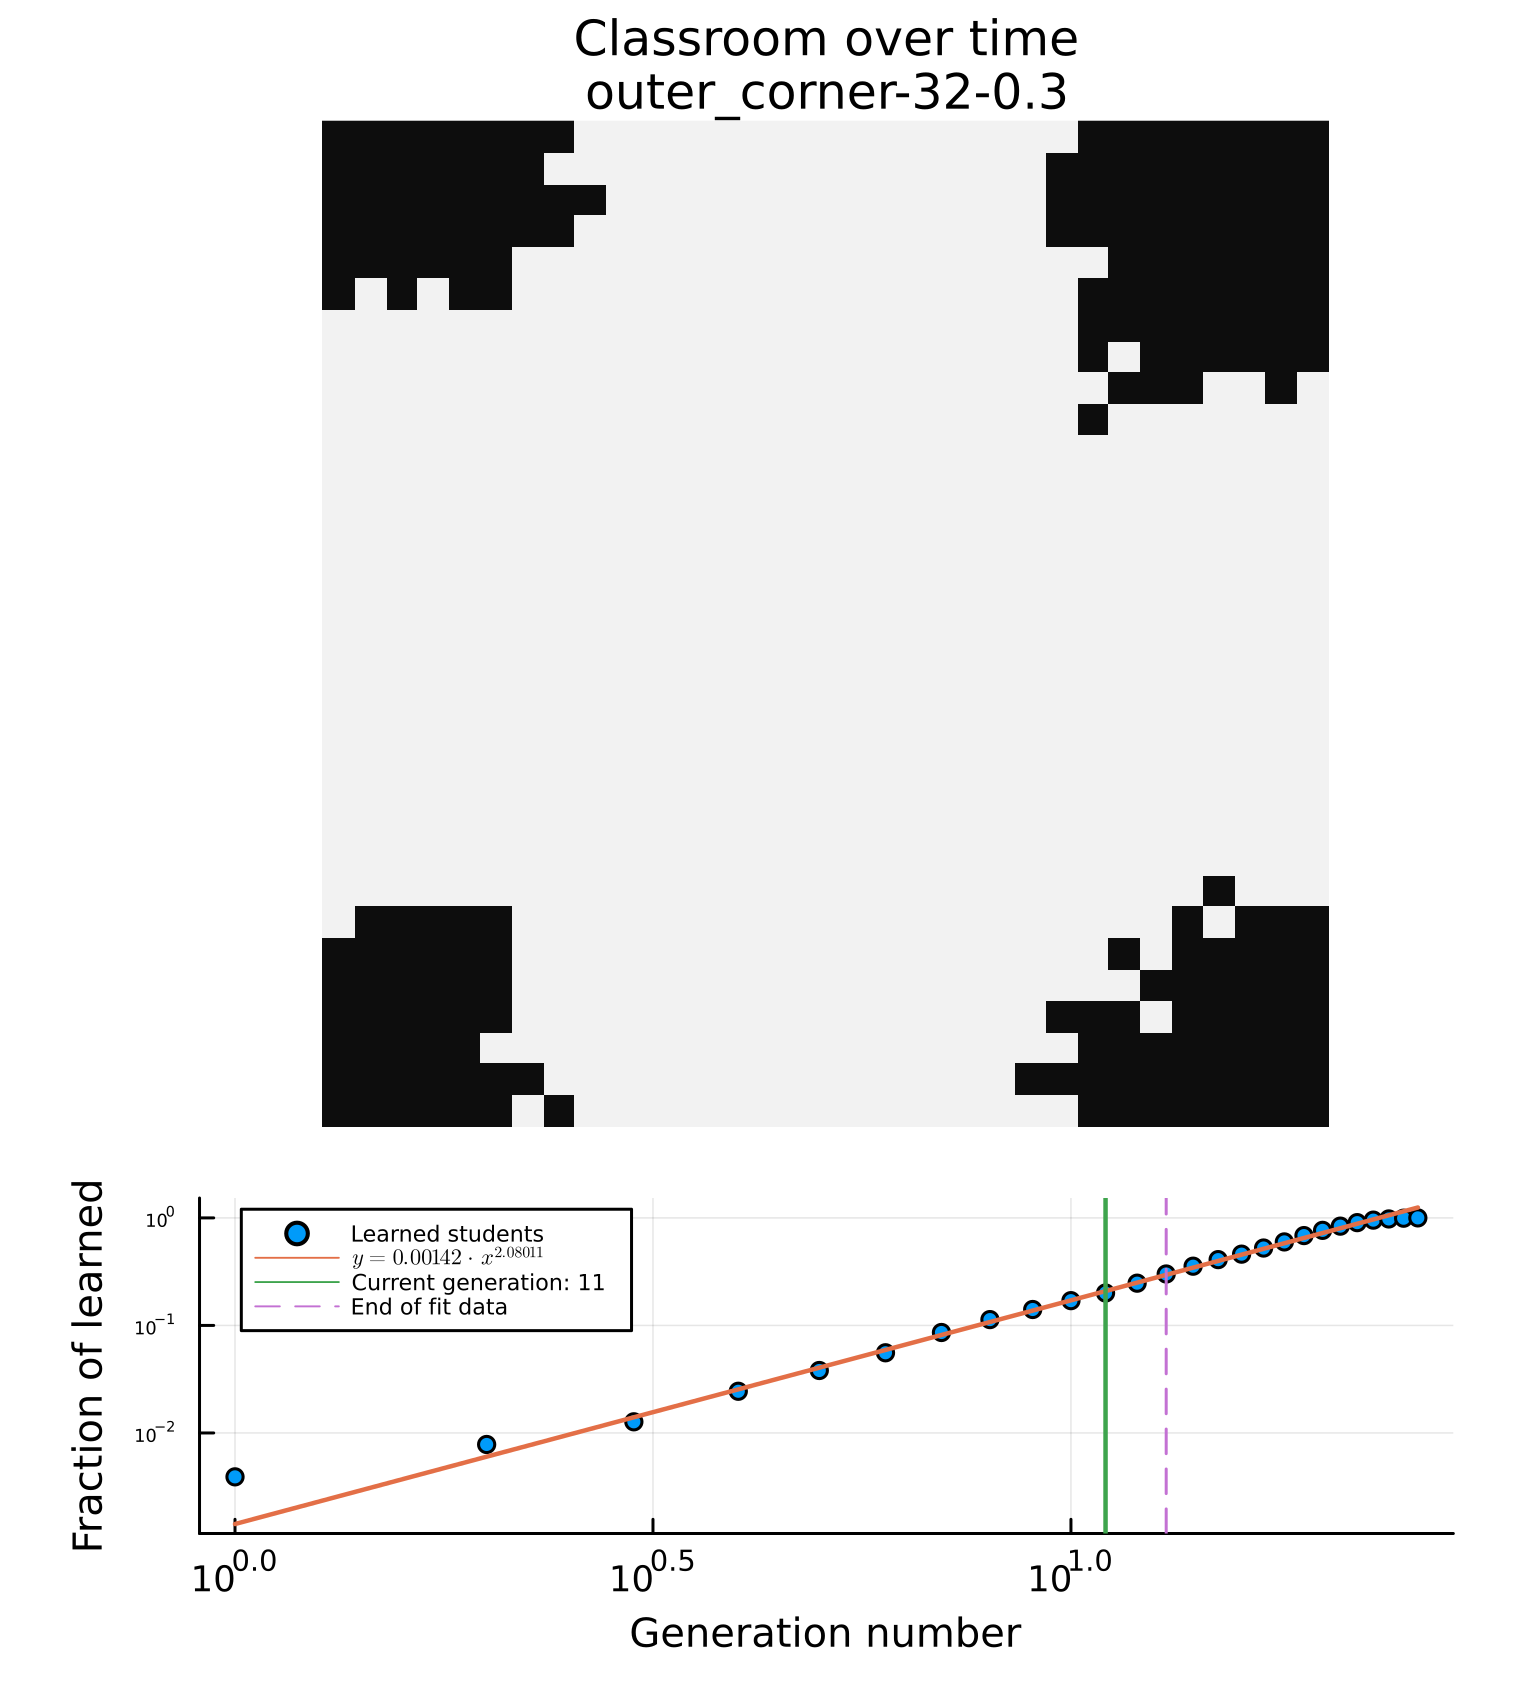 Classroom over time
outer_corner-32-0.3
Fraction of learned
10⁰
10⁻¹
10⁻²
Learned students
y = 0.00142 · x^2.08011
Current generation: 11
End of fit data
10^0.0
10^0.5
10^1.0
Generation number